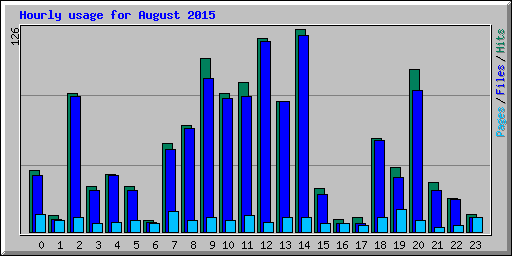 Hourly usage for August 2015
126
Pages/Files/Hits
0 1 2 3 4 5 6 7 8 9 10 11 12 13 14 15 16 17 18 19 20 21 22 23